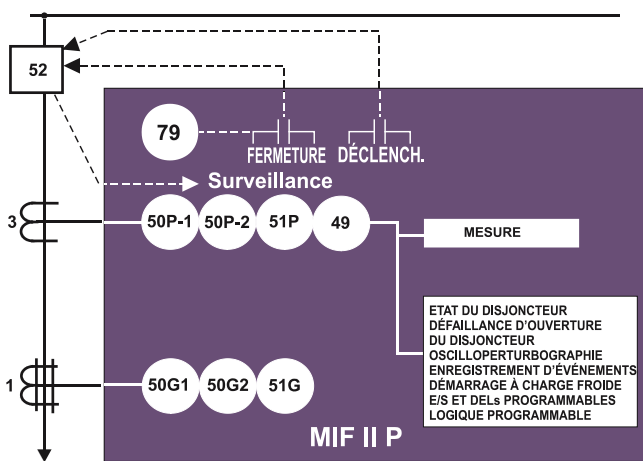 52
79
FERMETURE
DÉCLENCH.
Surveillance
3
50P-1
50P-2
51P
49
MESURE
ETAT DU DISJONCTEUR
DÉFAILLANCE D'OUVERTURE
DU DISJONCTEUR
OSCILLOPERTURBOGRAPHIE
ENREGISTREMENT D'ÉVÉNEMENTS
DÉMARRAGE À CHARGE FROIDE
E/S ET DELs PROGRAMMABLES
LOGIQUE PROGRAMMABLE
1
50G1
50G2
51G
MIF II P